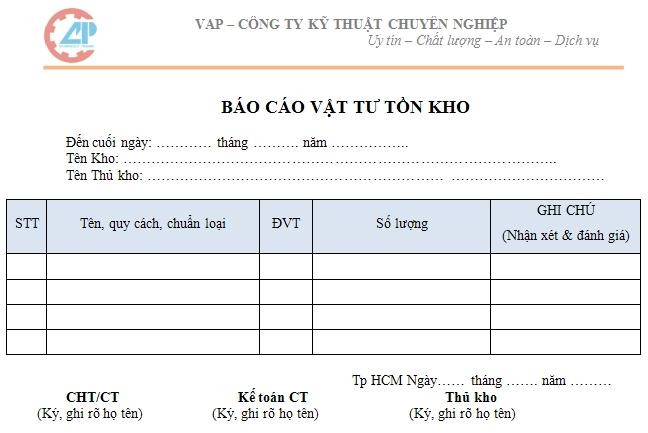 VAP – CÔNG TY KỸ THUẬT CHUYÊN NGHIỆP
Uy tín – Chất lượng – An toàn – Dịch vụ
BÁO CÁO VẬT TƯ TỒN KHO
Đến cuối ngày: ………… tháng ………. năm ……………..
Tên Kho: …………………………………………………………………………..
Tên Thủ kho: ………………………………………………… …………………………
STT
Tên, quy cách, chuẩn loại
ĐVT
Số lượng
GHI CHÚ
(Nhận xét & đánh giá)
Tp HCM Ngày…… tháng ……. năm ………
CHT/CT
Kế toán CT
Thủ kho
(Ký, ghi rõ họ tên)
(Ký, ghi rõ họ tên)
(Ký, ghi rõ họ tên)